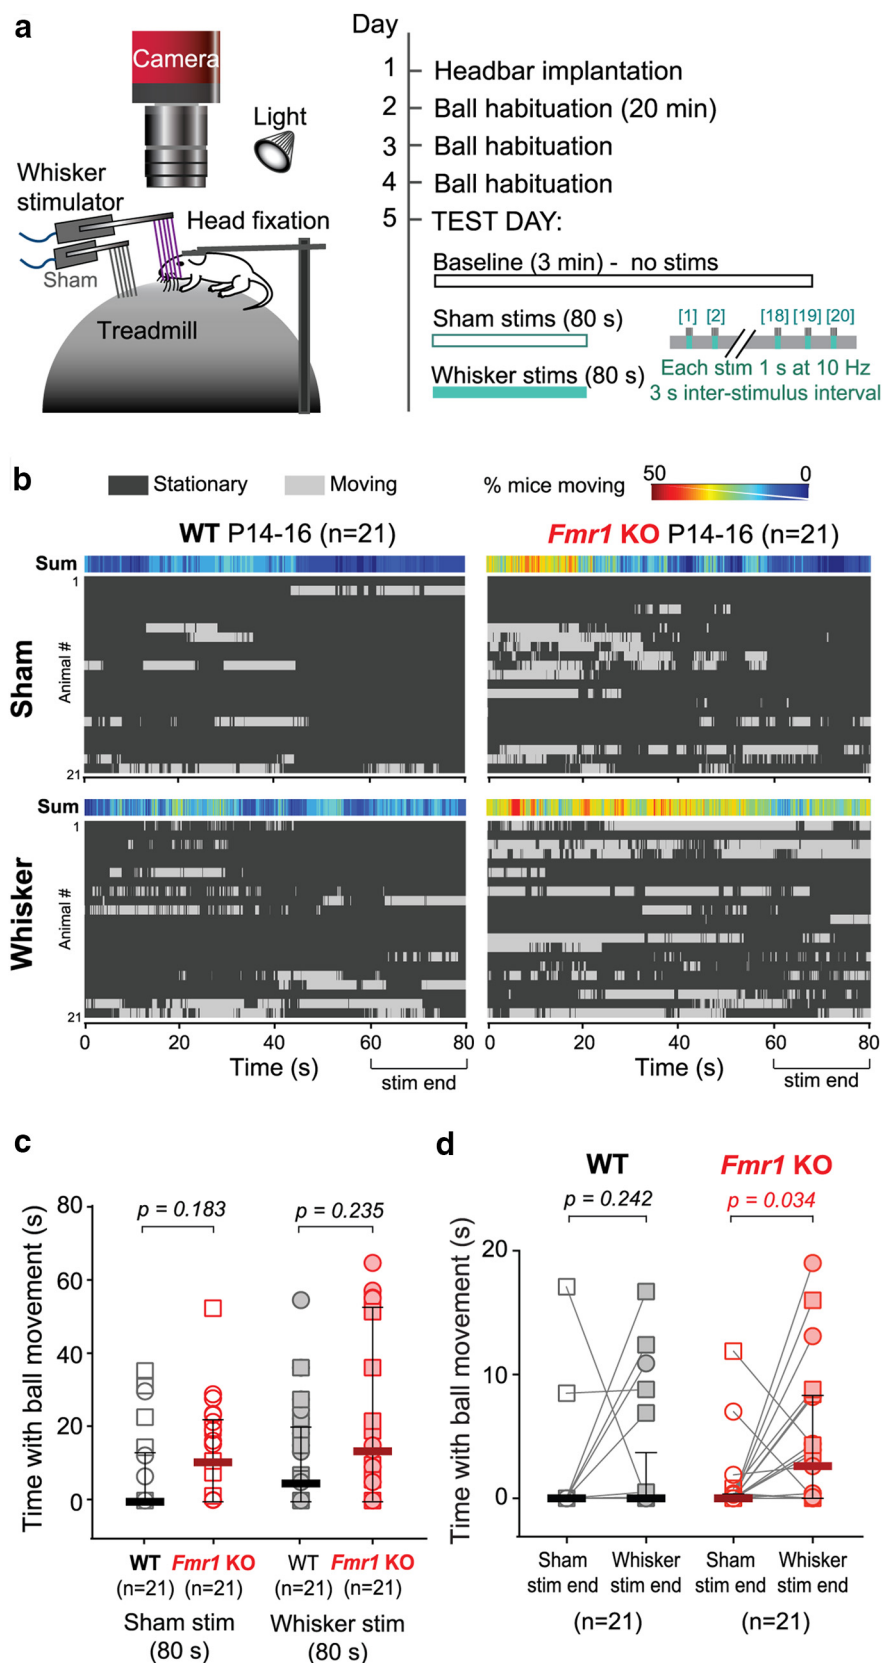 a
Camera
Light
Whisker
stimulator
Head fixation
Sham
Treadmill
Day
1 Headbar implantation
2 Ball habituation (20 min)
3 Ball habituation
4 Ball habituation
5 TEST DAY:
Baseline (3 min) - no stims
Sham stims (80 s)
Whisker stims (80 s)
[1] [2] [18] [19] [20]
Each stim 1 s at 10 Hz
3 s inter-stimulus interval
b
Stationary Moving % mice moving 50 0
WT P14-16 (n=21) Fmr1 KO P14-16 (n=21)
Sum
Sham
Animal #
1
21
Sum
Whisker
Animal #
1
21
0 20 40 60 80 0 20 40 60 80
Time (s) Time (s)
stim end stim end
c
Time with ball movement (s)
80
60
40
20
0
p = 0.183 p = 0.235
WT Fmr1 KO WT Fmr1 KO
(n=21) (n=21) (n=21) (n=21)
Sham stim Whisker stim
(80 s) (80 s)
d
WT Fmr1 KO
p = 0.242 p = 0.034
Time with ball movement (s)
20
10
0
Sham Whisker Sham Whisker
stim end stim end stim end stim end
(n=21) (n=21)